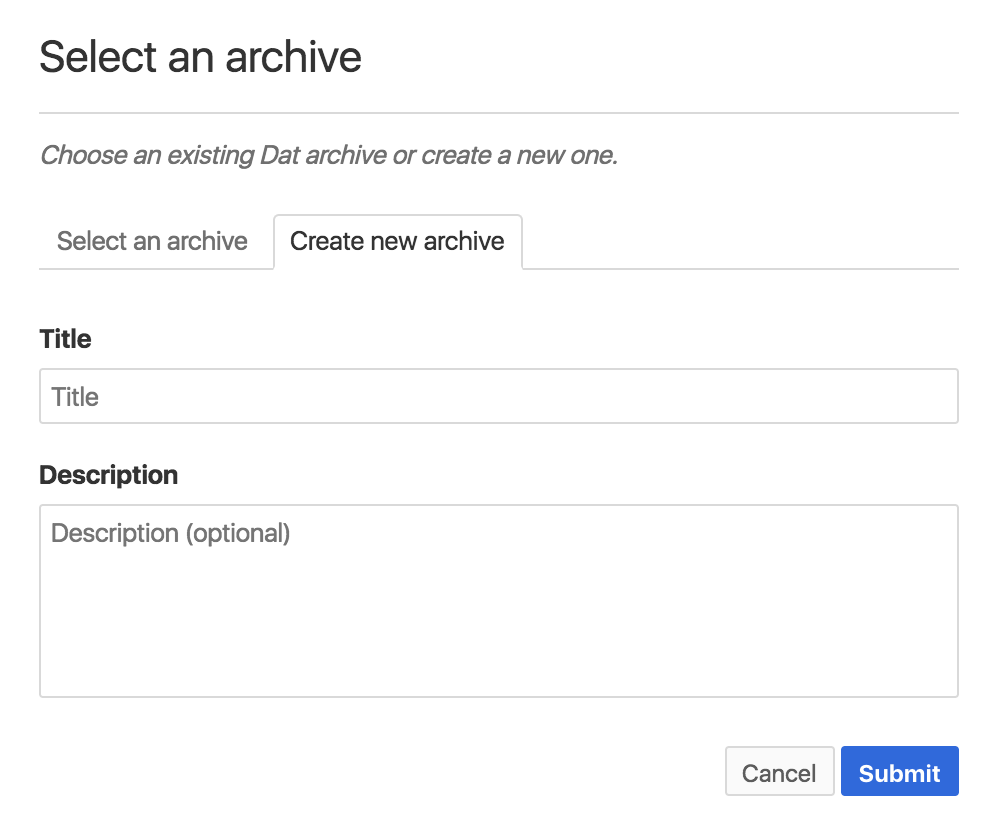 Select an archive
Choose an existing Dat archive or create a new one.
Select an archive
Create new archive
Title
Title
Description
Description (optional)
Cancel
Submit